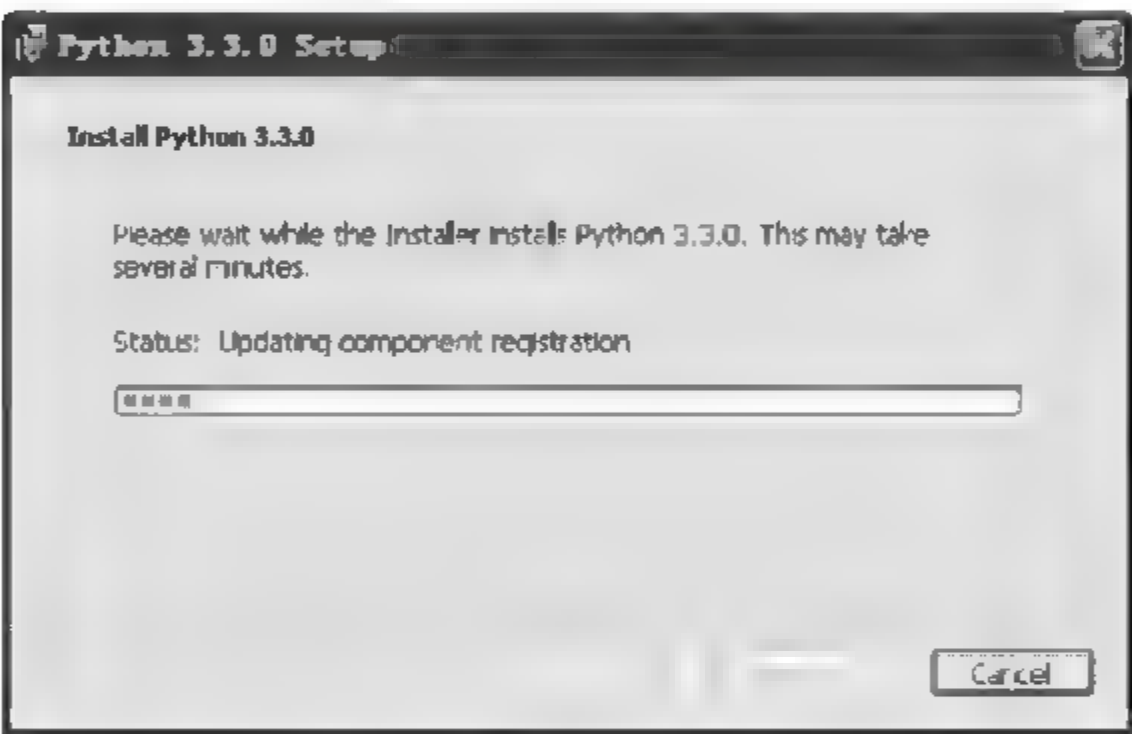 Python 3.3.0 Setup
Install Python 3.3.0
Please wait while the Installer installs Python 3.3.0. This may take
several minutes.
Status: Updating component registration
Cancel